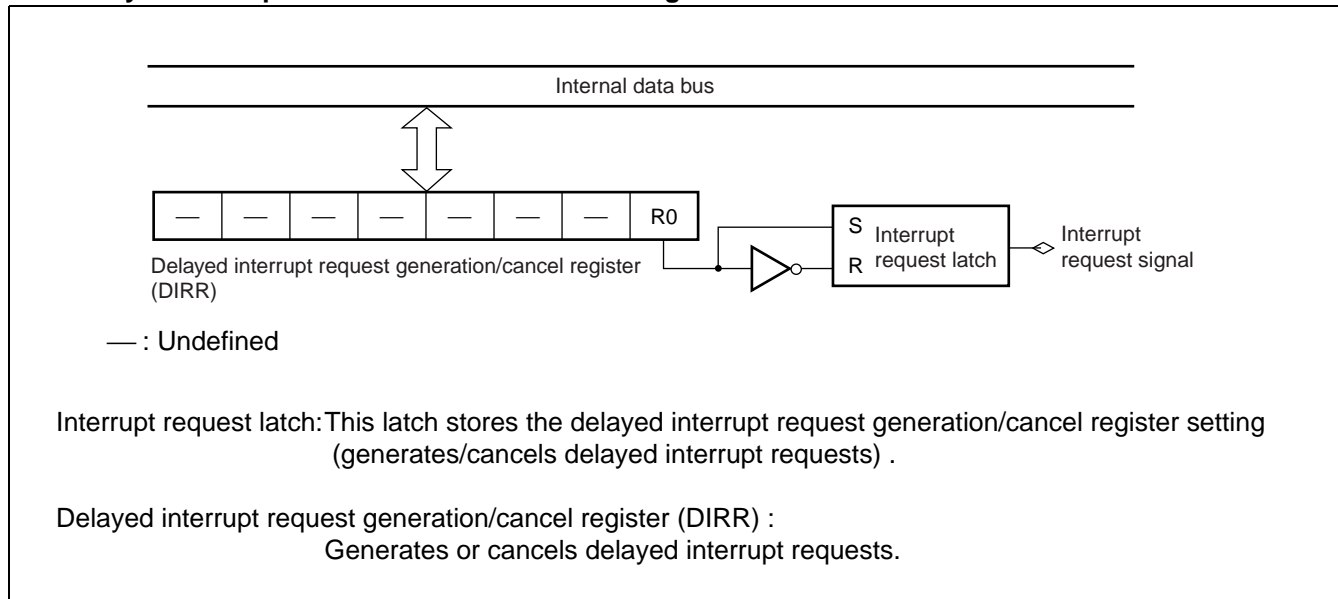 Internal data bus
— — — — — — — R0
Delayed interrupt request generation/cancel register
(DIRR)
S
R
Interrupt
request latch
Interrupt
request signal
— : Undefined
Interrupt request latch:This latch stores the delayed interrupt request generation/cancel register setting
(generates/cancels delayed interrupt requests) .
Delayed interrupt request generation/cancel register (DIRR) :
Generates or cancels delayed interrupt requests.